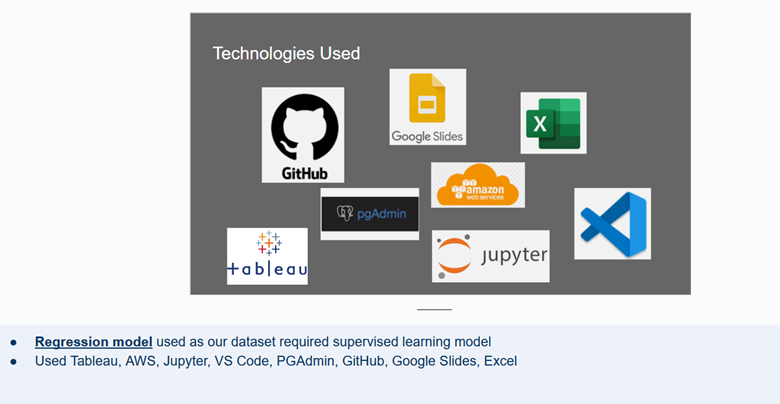 Technologies Used
GitHub
Google Slides
X
amazon
web services
pgAdmin
+ableau
Jupyter
● Regression model used as our dataset required supervised learning model
● Used Tableau, AWS, Jupyter, VS Code, PGAdmin, GitHub, Google Slides, Excel